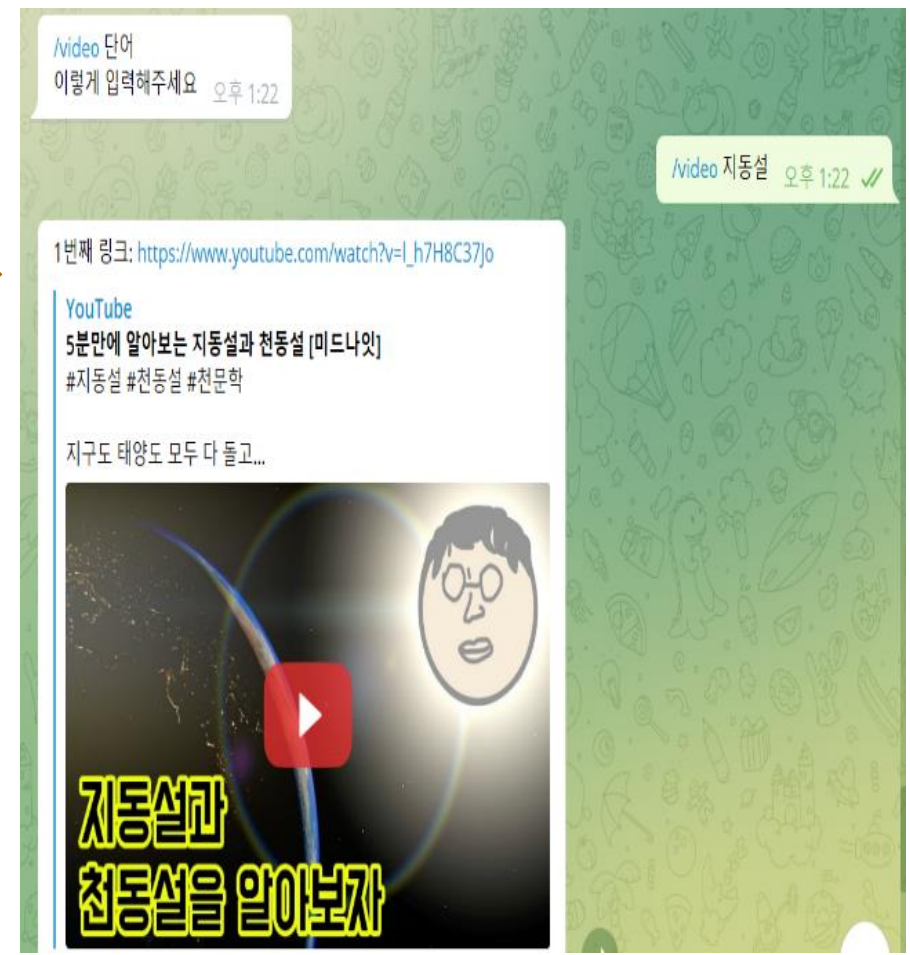 /video 단어
이렇게 입력해주세요 오후 1:22
/video 지동설 오후 1:22
1번째 링크: https://www.youtube.com/watch?v=l_h7H8C37Jo
YouTube
5분만에 알아보는 지동설과 천동설 [미드나잇]
#지동설 #천동설 #천문학
지구도 태양도 모두 다 돌고...
지동설과
천동설을 알아보자